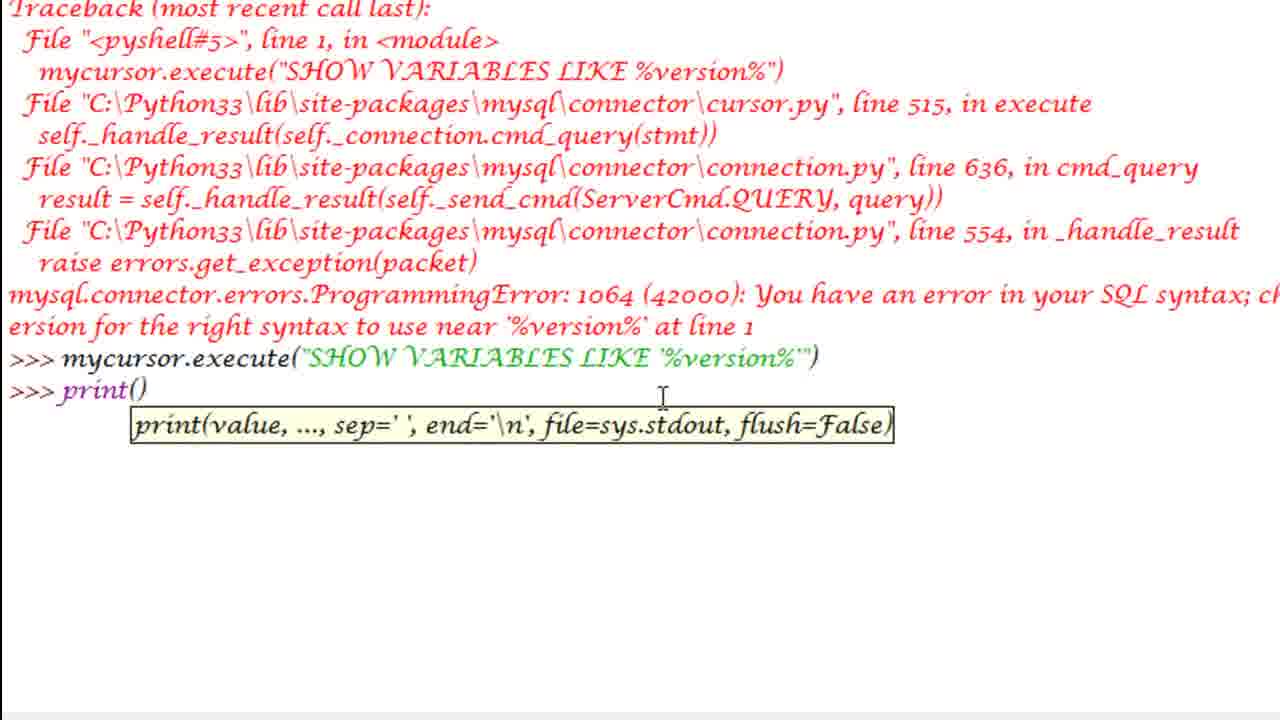 Traceback (most recent call last):
File "<pyshell#5>", line 1, in <module>
mycursor.execute("SHOW VARIABLES LIKE %version%")
File "C:\Python33\lib\site-packages\mysql\connector\cursor.py", line 515, in execute
self._handle_result(self._connection.cmd_query(stmt))
File "C:\Python33\lib\site-packages\mysql\connector\connection.py", line 636, in cmd_query
result = self._handle_result(self._send_cmd(ServerCmd.QUERY, query))
File "C:\Python33\lib\site-packages\mysql\connector\connection.py", line 554, in _handle_result
raise errors.get_exception(packet)
mysql.connector.errors.ProgrammingError: 1064 (42000): You have an error in your SQL syntax; ch
ersion for the right syntax to use near '%version%' at line 1
>>> mycursor.execute("SHOW VARIABLES LIKE '%version%'")
>>> print()
print(value, ..., sep=' ', end='\n', file=sys.stdout, flush=False)